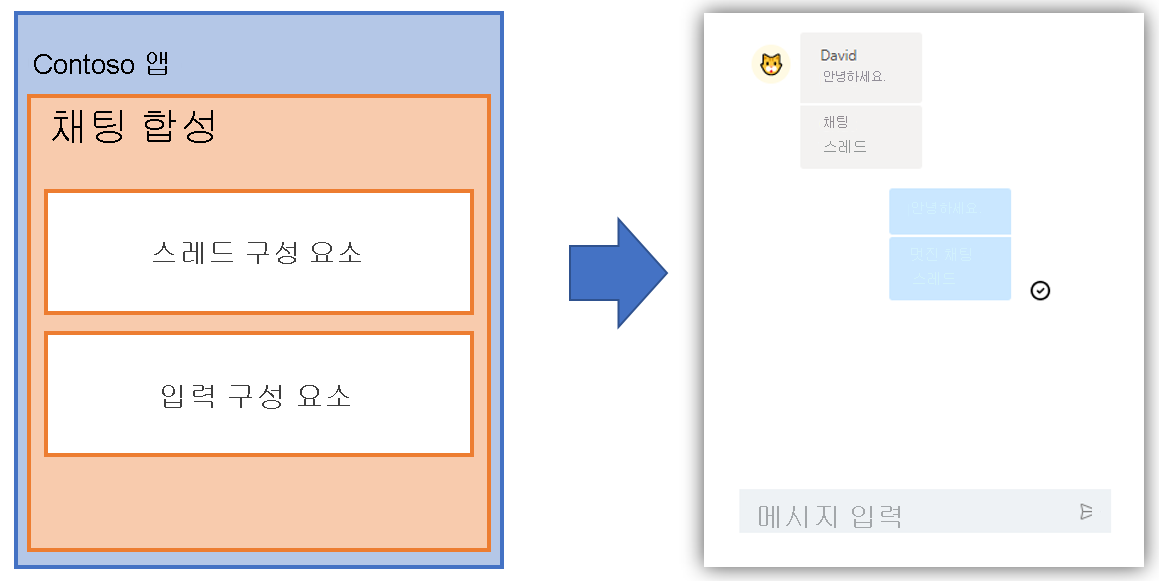 Contoso 앱
채팅 합성
스레드 구성 요소
입력 구성 요소
David
안녕하세요.
채팅
스레드
안녕하세요
멋진 채팅
스레드
메시지 입력